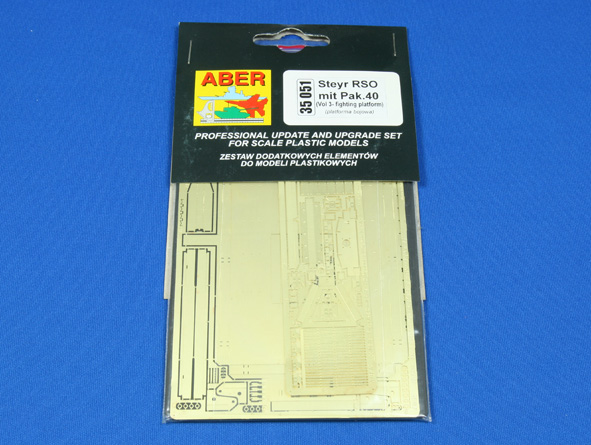 ABER
35 051
Steyr RSO
mit Pak.40
(Vol 3- fighting platform)
(platforma bojowa)
PROFESSIONAL UPDATE AND UPGRADE SET
FOR SCALE PLASTIC MODELS
ZESTAW DODATKOWYCH ELEMENTÓW
DO MODELI PLASTIKOWYCH